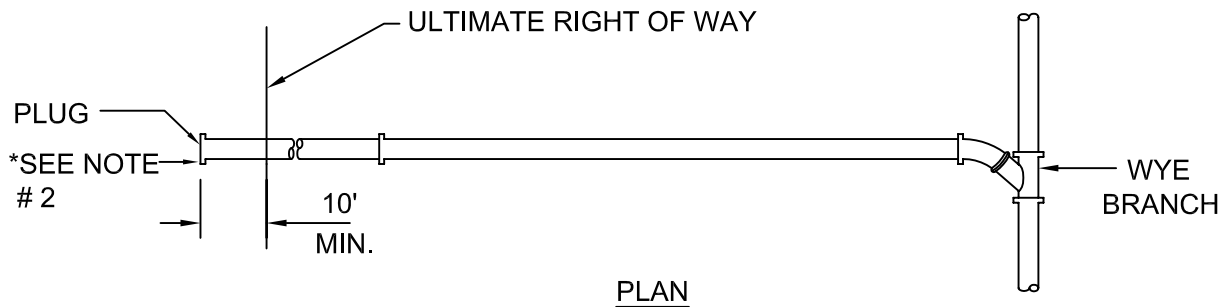 ULTIMATE RIGHT OF WAY
PLUG
*SEE NOTE
# 2
10'
MIN.
WYE
BRANCH
PLAN